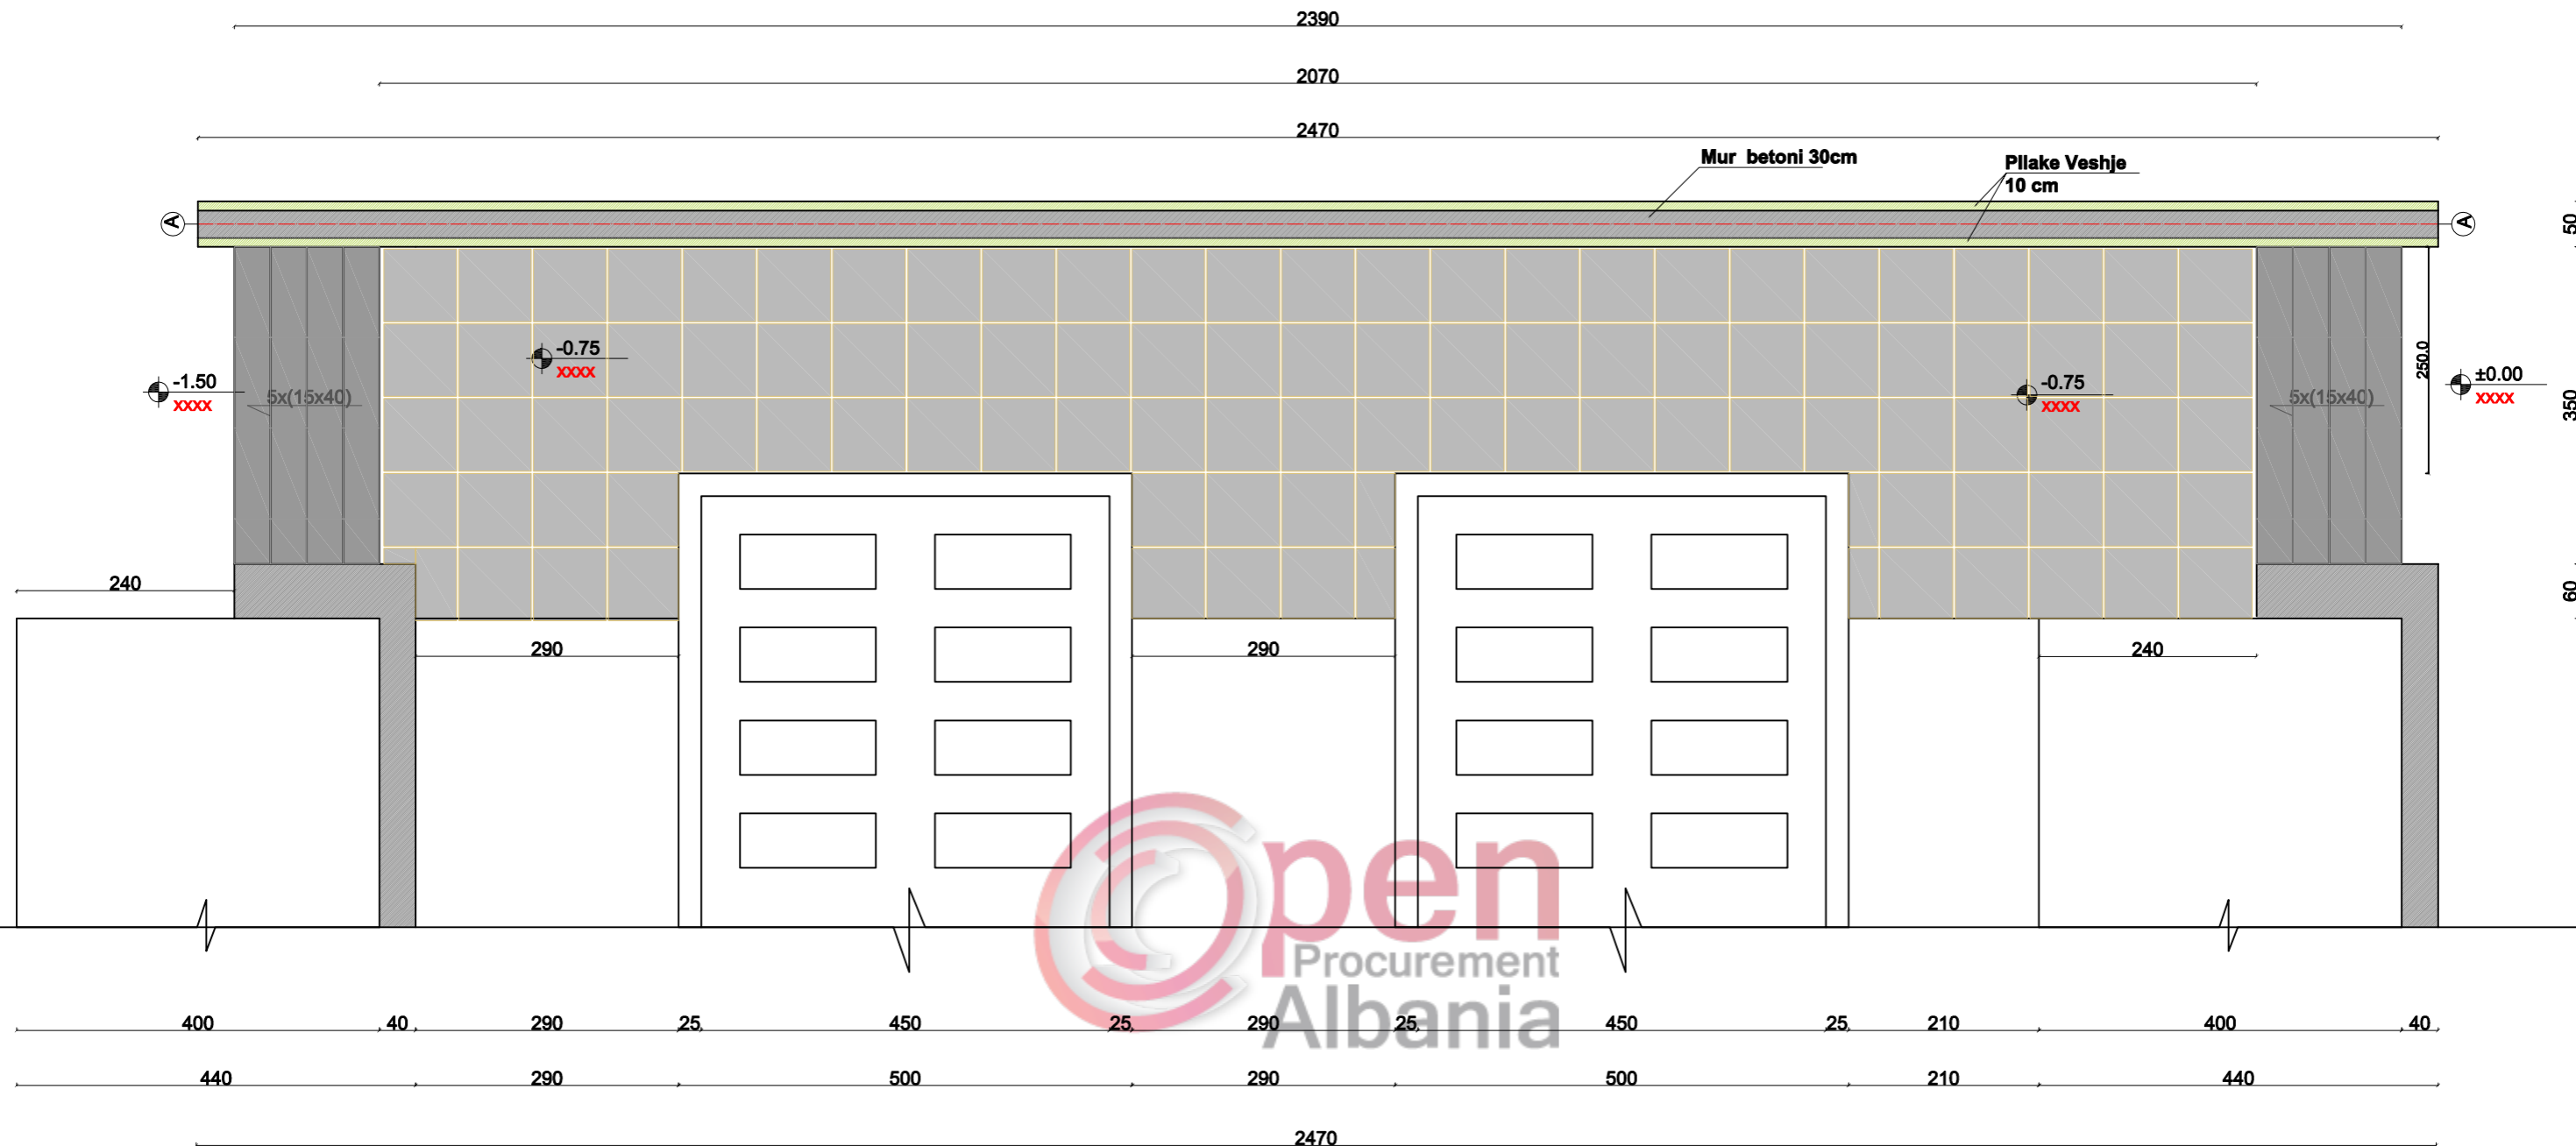 2390
2070
2470
Mur betoni 30cm
Pllake Veshje
10 cm
A
A
50
-0.75
xxxx
-1.50
xxxx
5x(15x40)
-0.75
xxxx
5x(15x40)
250.0
±0.00
xxxx
350
240
60
290
290
240
Open
Procurement
Albania
400 40 290 25 450 25 290 25 450 25 210 400 40
440 290 500 290 500 210 440
2470